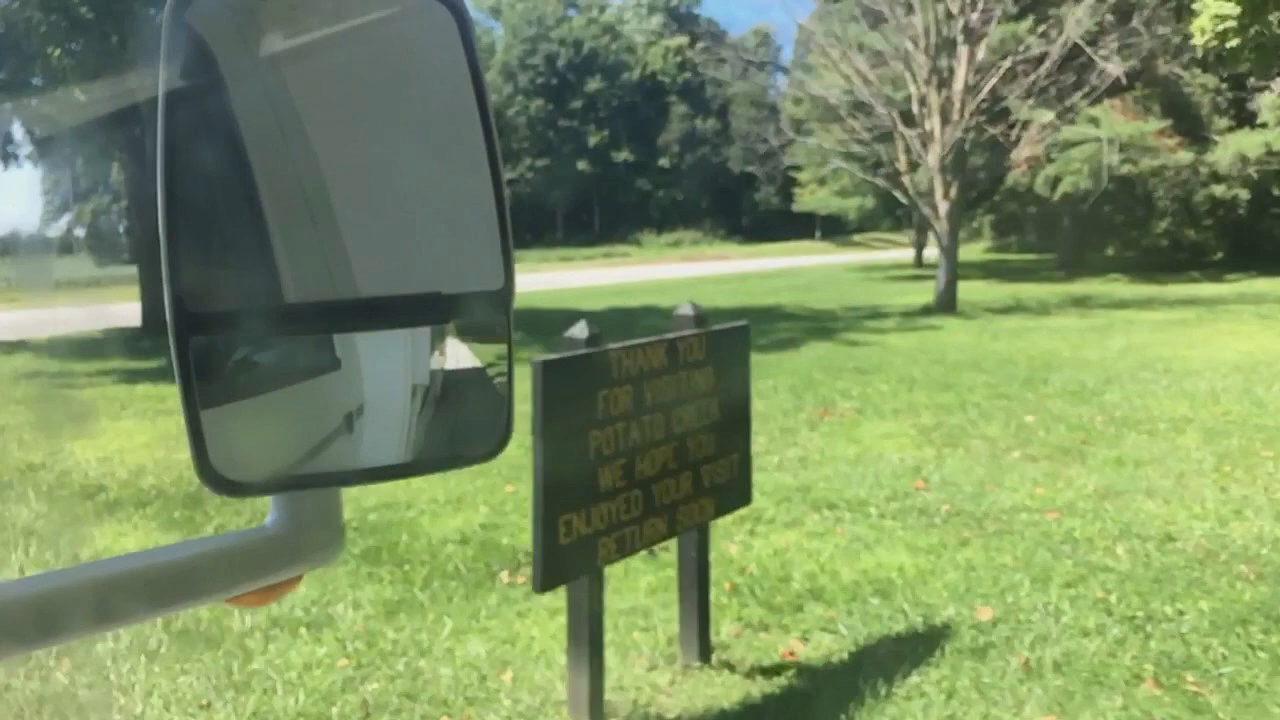 THANK YOU
FOR VISITING
POTATO CREEK
WE HOPE YOU
ENJOYED YOUR VISIT
RETURN SOON